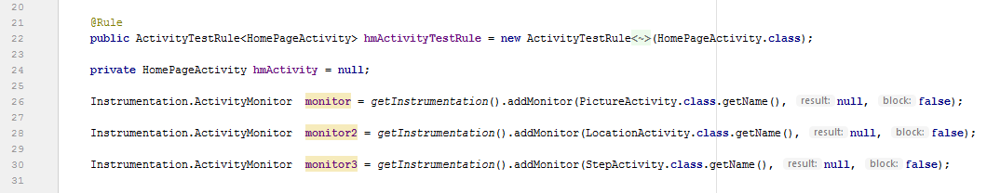 20
21 @Rule
22 public ActivityTestRule<HomePageActivity> hmActivityTestRule = new ActivityTestRule<~>(HomePageActivity.class);
23
24 private HomePageActivity hmActivity = null;
25
26 Instrumentation.ActivityMonitor monitor = getInstrumentation().addMonitor(PictureActivity.class.getName(), result: null, block: false);
27
28 Instrumentation.ActivityMonitor monitor2 = getInstrumentation().addMonitor(LocationActivity.class.getName(), result: null, block: false);
29
30 Instrumentation.ActivityMonitor monitor3 = getInstrumentation().addMonitor(StepActivity.class.getName(), result: null, block: false);
31